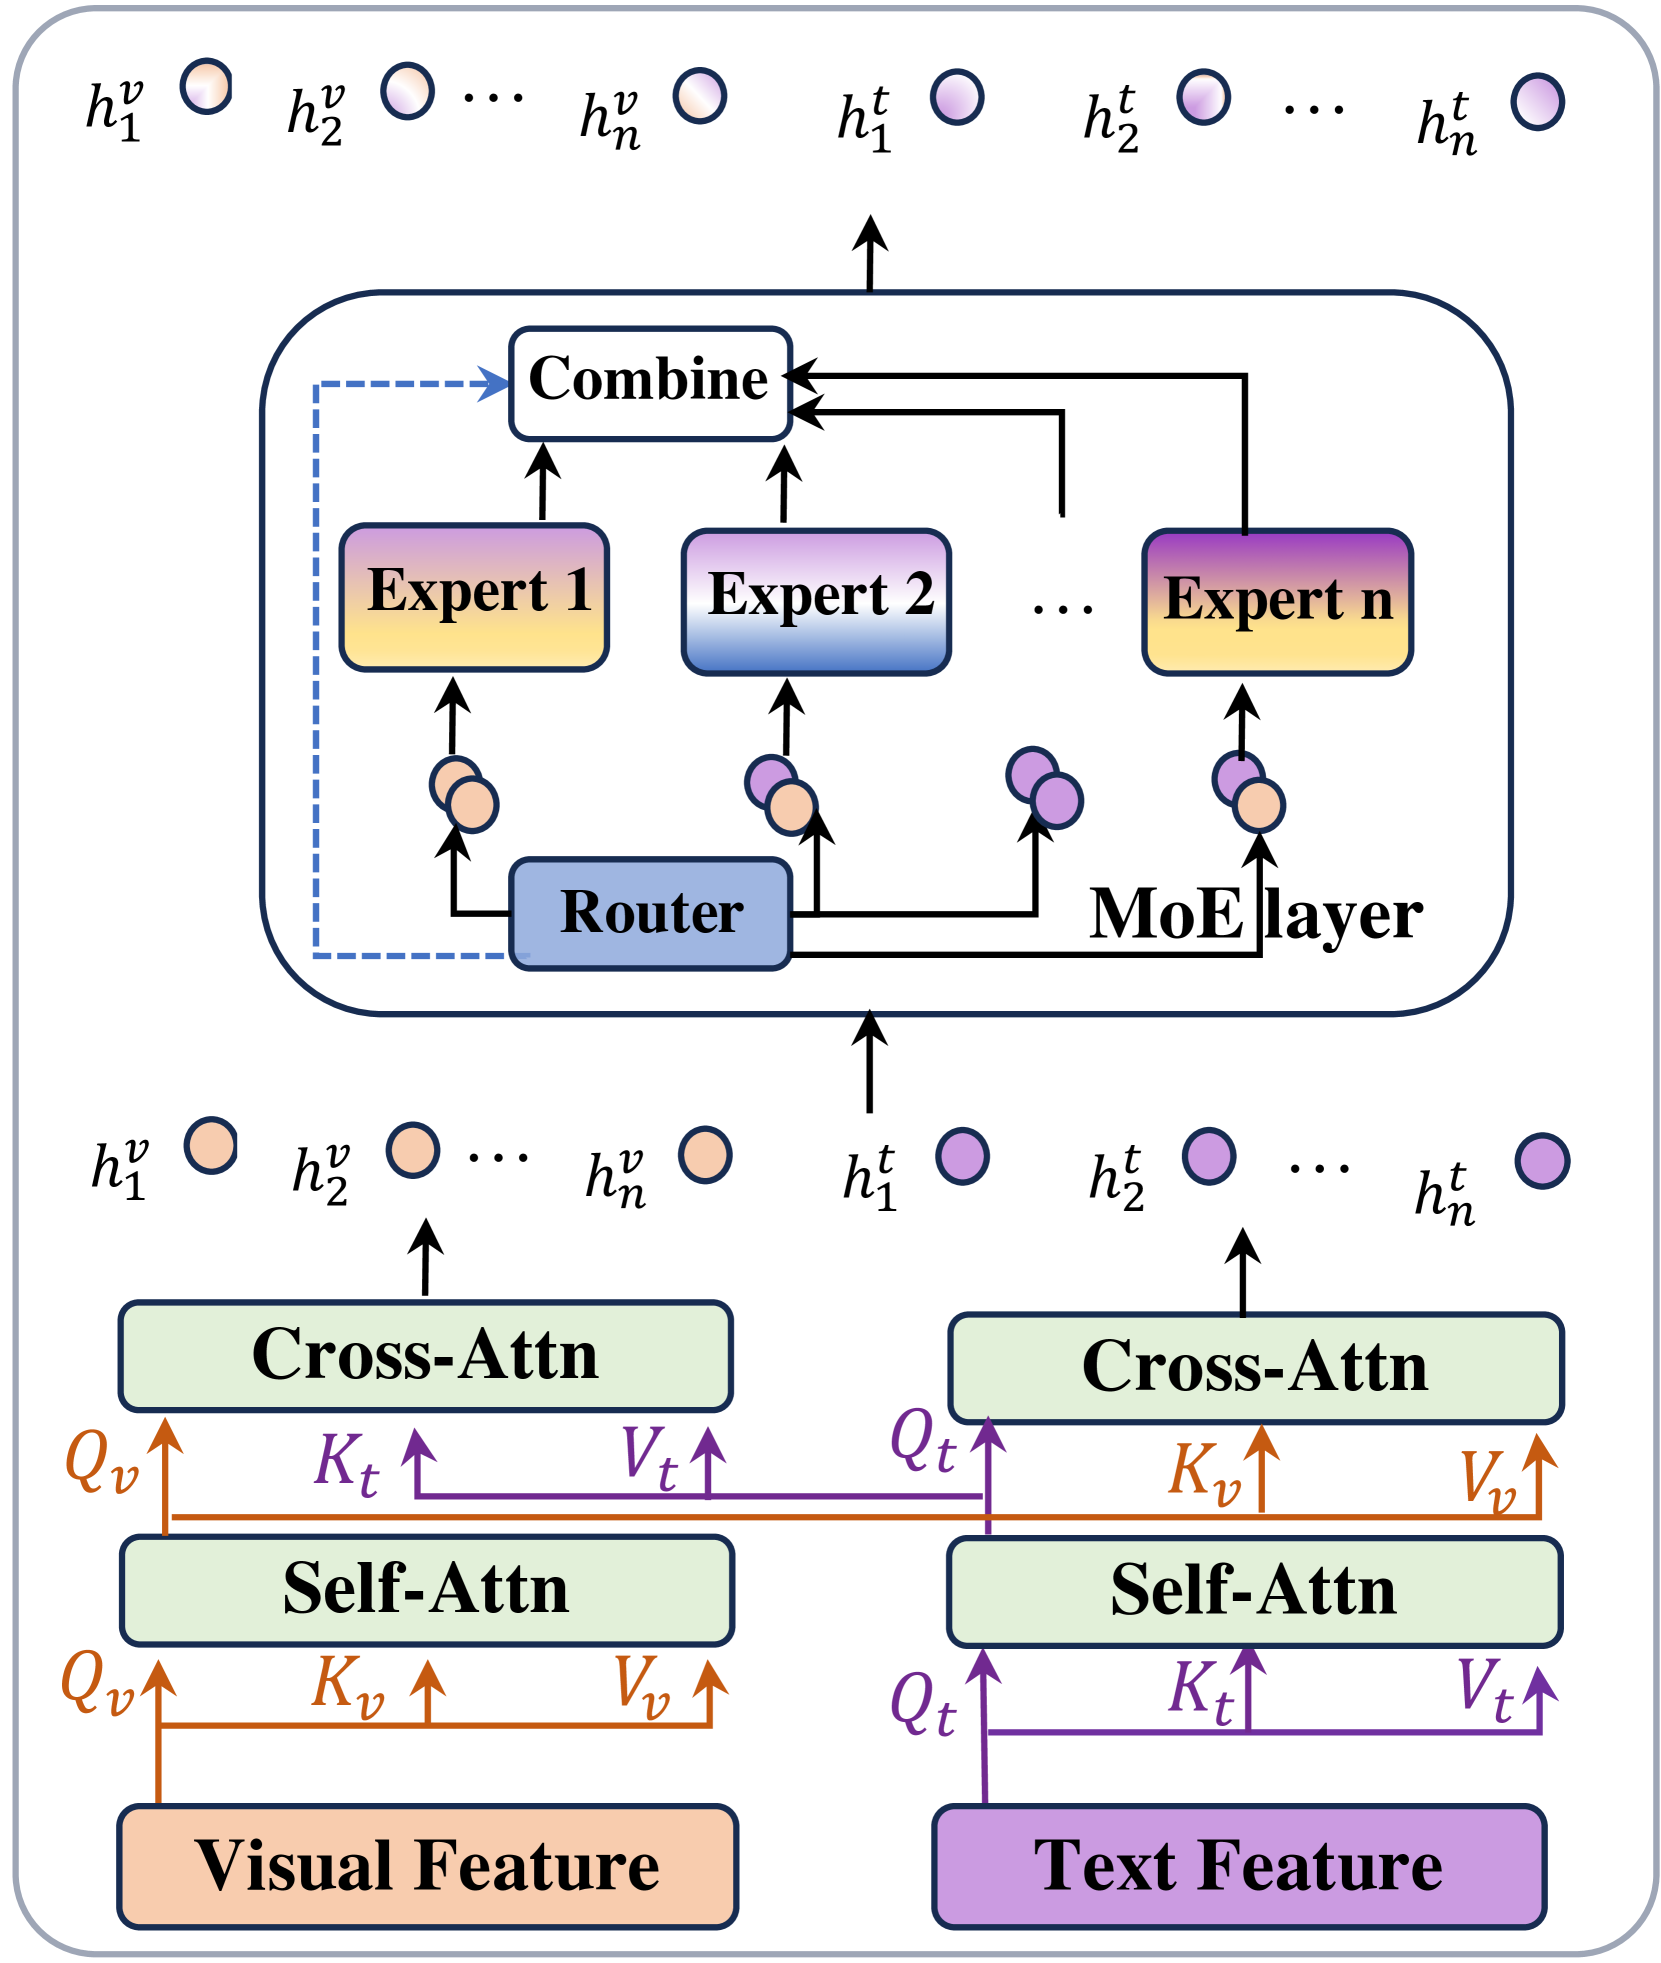 h_1^v h_2^v ... h_n^v h_1^t h_2^t ... h_n^t
Combine
Expert 1 Expert 2 ... Expert n
Router
MoE layer
h_1^v h_2^v ... h_n^v h_1^t h_2^t ... h_n^t
Cross-Attn Cross-Attn
Q_v K_t V_t Q_t K_v V_v
Self-Attn Self-Attn
Q_v K_v V_v Q_t K_t V_t
Visual Feature Text Feature